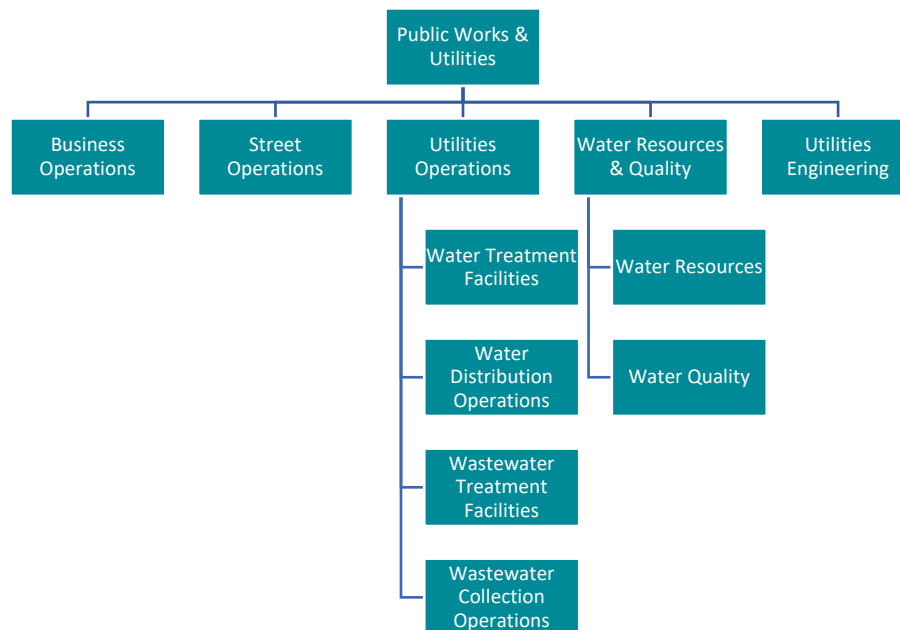 Public Works &
Utilities
Business
Operations
Street
Operations
Utilities
Operations
Water Resources
& Quality
Utilities
Engineering
Water Treatment
Facilities
Water
Distribution
Operations
Wastewater
Treatment
Facilities
Wastewater
Collection
Operations
Water Resources
Water Quality